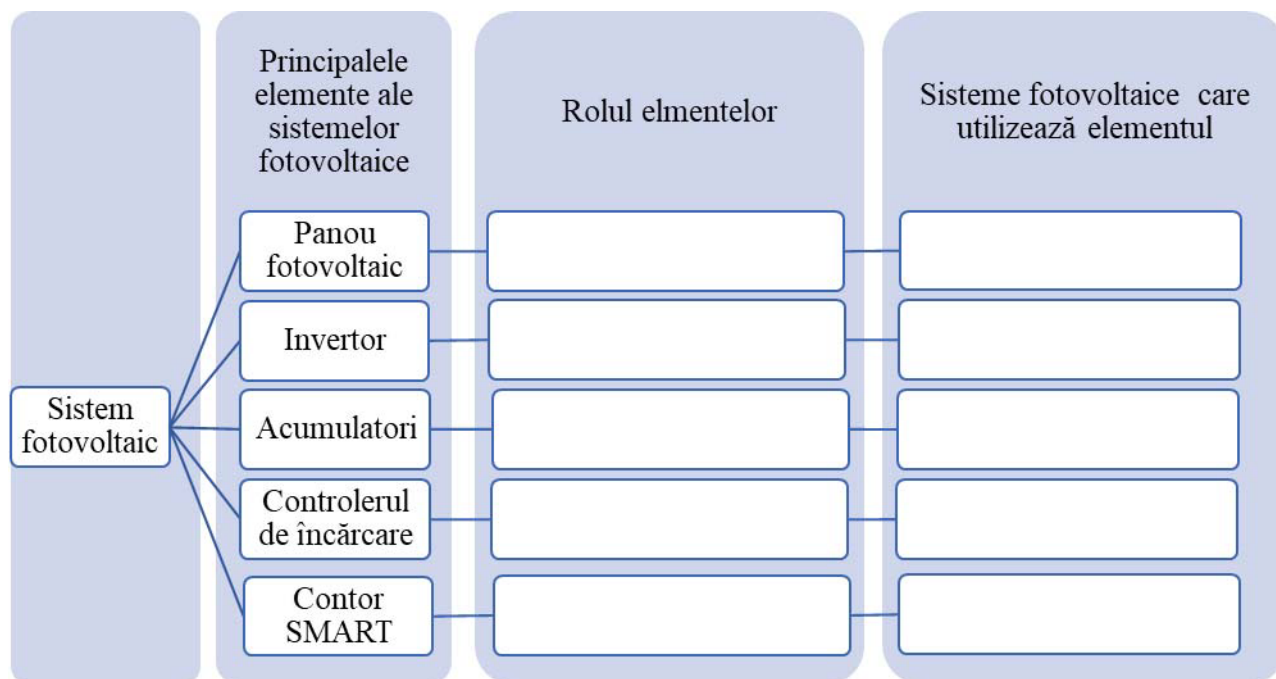 Principalele
elemente ale
sistemelor
fotovoltaice
Rolul elmentelor
Sisteme fotovoltaice care
utilizează elementul
Sistem
fotovoltaic
Panou
fotovoltaic
Invertor
Acumulatori
Controlerul
de încărcare
Contor
SMART